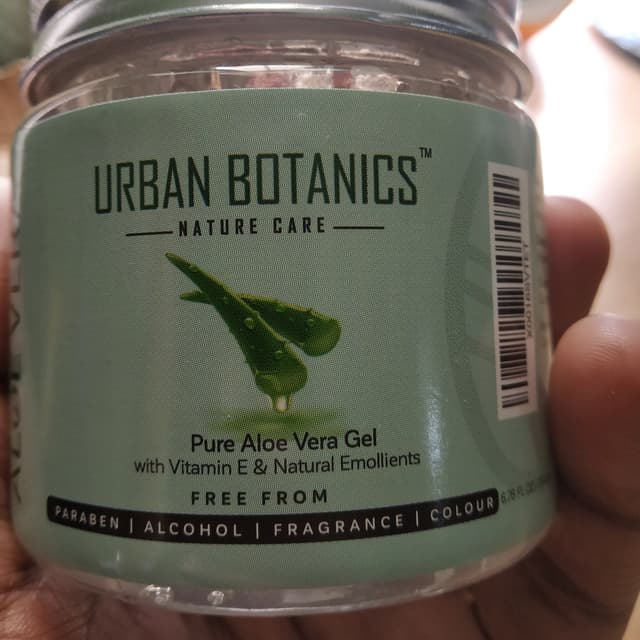 URBAN BOTANICS™
NATURE CARE
Pure Aloe Vera Gel
with Vitamin E & Natural Emollients
FREE FROM
PARABEN | ALCOHOL | FRAGRANCE | COLOUR